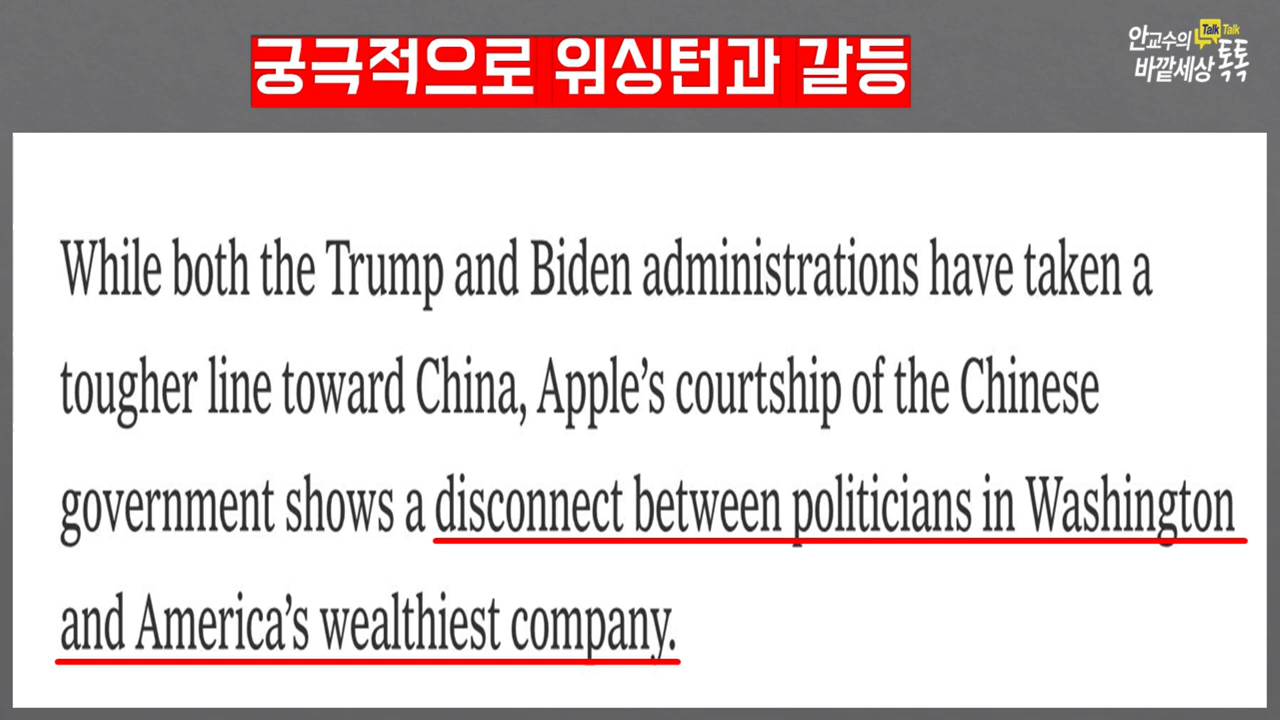 궁극적으로 워싱턴과 갈등
안교수의 Talk Talk
바깥세상 톡톡
While both the Trump and Biden administrations have taken a
tougher line toward China, Apple’s courtship of the Chinese
government shows a disconnect between politicians in Washington
and America’s wealthiest company.